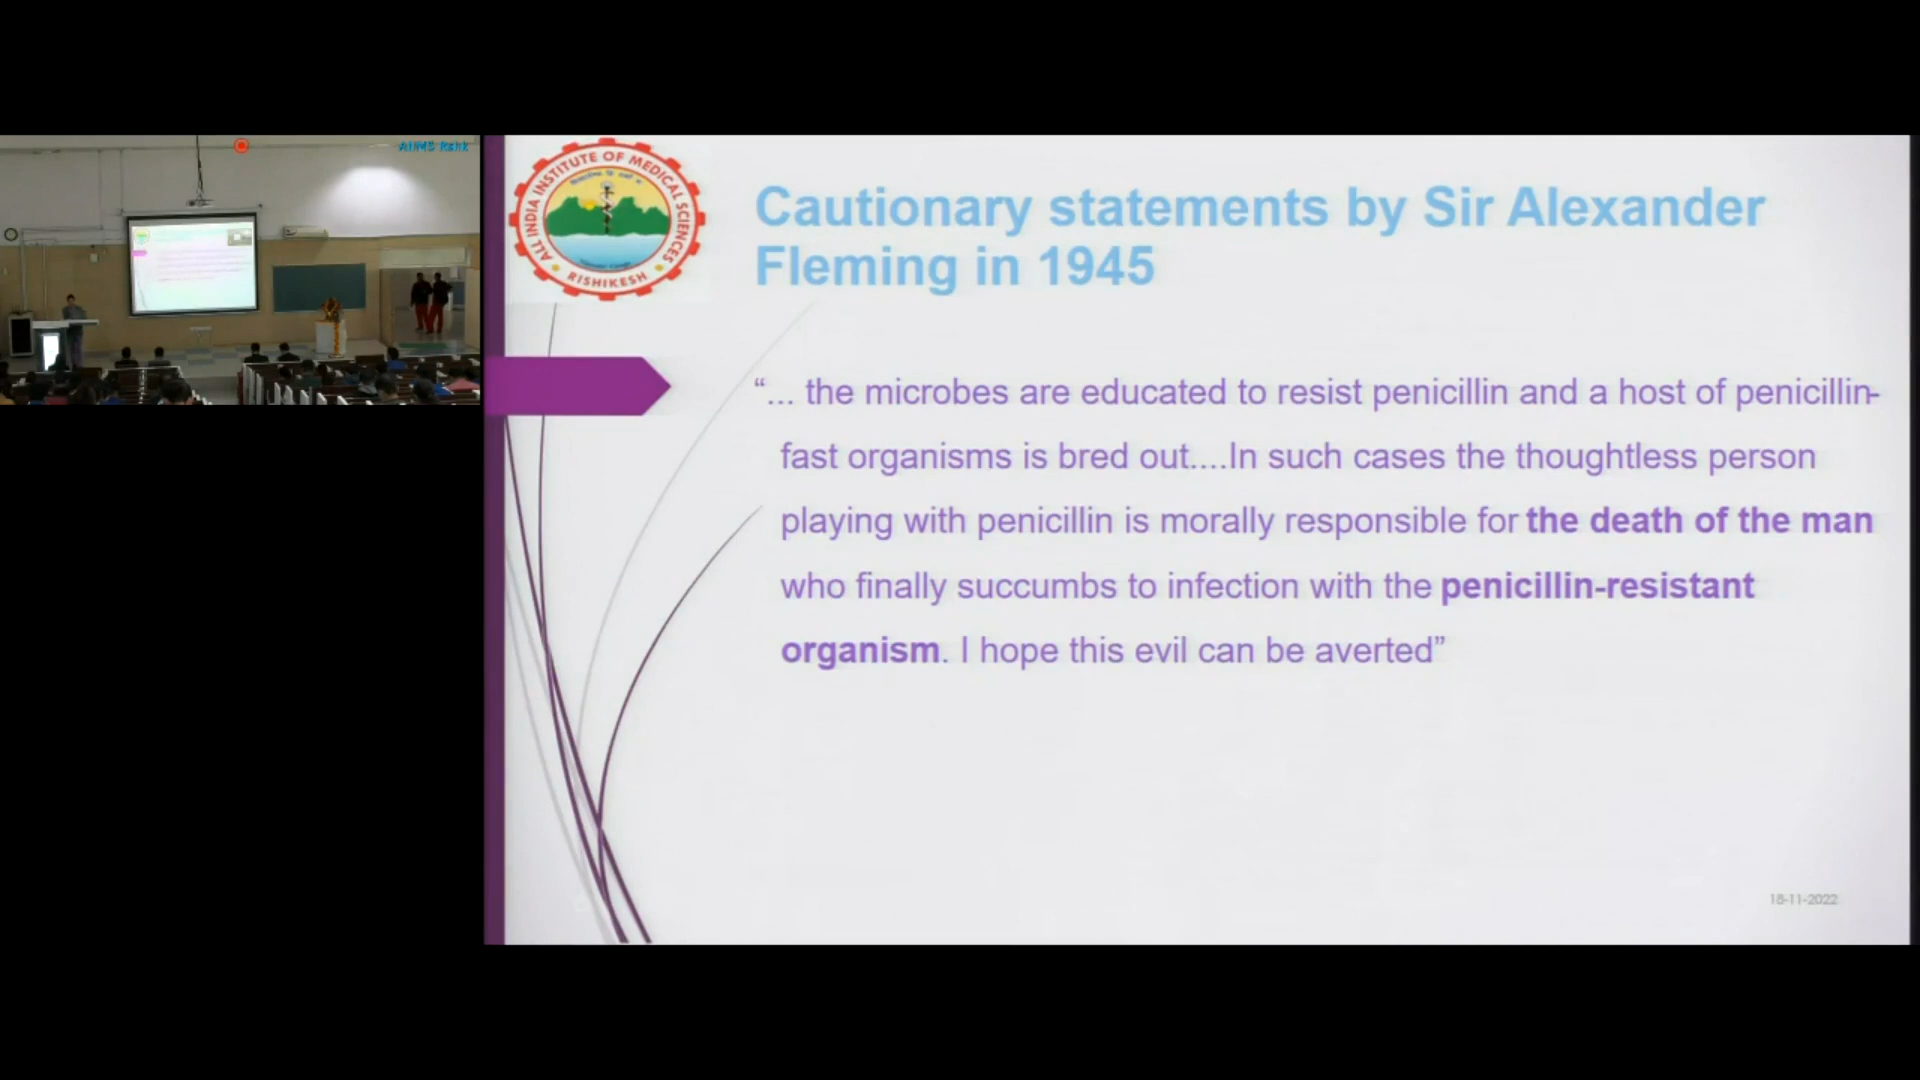 AIIMS Rshk
ALL INDIA INSTITUTE OF MEDICAL SCIENCES
RISHIKESH
Cautionary statements by Sir Alexander
Fleming in 1945
“... the microbes are educated to resist penicillin and a host of penicillin-
fast organisms is bred out....In such cases the thoughtless person
playing with penicillin is morally responsible for the death of the man
who finally succumbs to infection with the penicillin-resistant
organism. I hope this evil can be averted”
18-11-2022